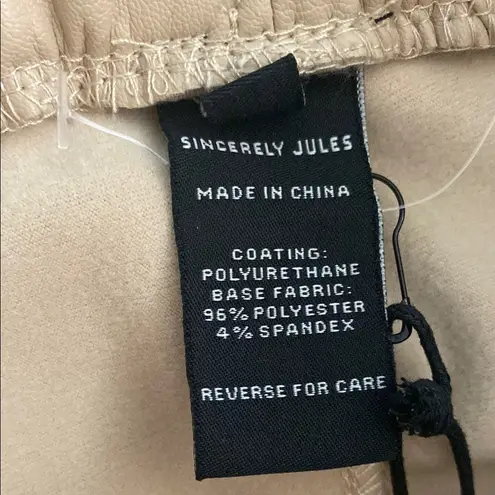 SINCERELY JULES
MADE IN CHINA
COATING:
POLYURETHANE
BASE FABRIC:
96% POLYESTER
4% SPANDEX
REVERSE FOR CARE